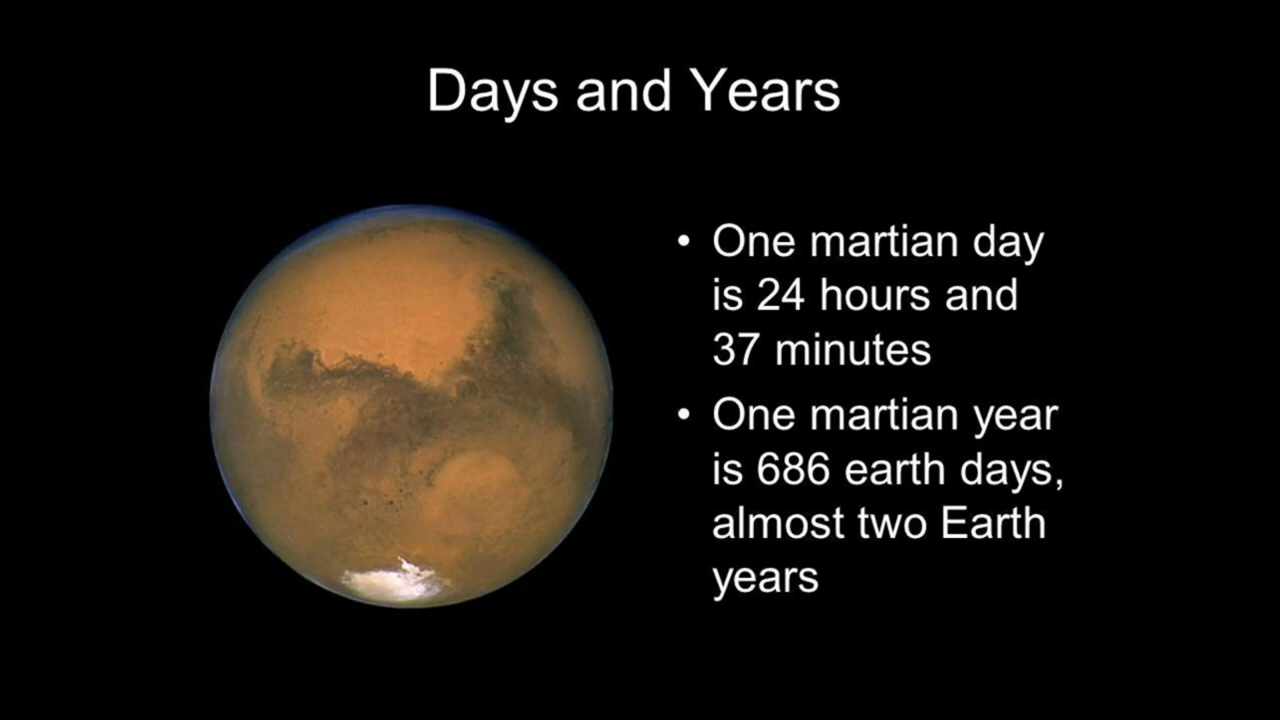 Days and Years
• One martian day
is 24 hours and
37 minutes
• One martian year
is 686 earth days,
almost two Earth
years